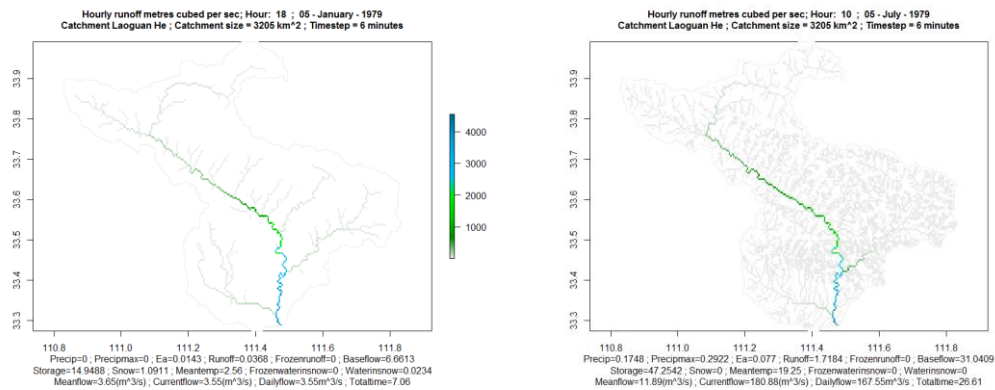 Hourly runoff metres cubed per sec; Hour: 18 ; 05 - January - 1979
Catchment Laoguan He ; Catchment size = 3205 km^2 ; Timestep = 6 minutes
33.9
33.8
33.7
33.6
33.5
33.4
33.3
110.8 111.0 111.2 111.4 111.6 111.8
4000
3000
2000
1000
Precip=0 ; Precipmax=0 ; Ea=0.0143 ; Runoff=0.0368 ; Frozenrunoff=0 ; Baseflow=6.6613
Storage=14.9488 ; Snow=1.0911 ; Meantemp=2.56 ; Frozenwaterinsnow=0 ; Waterinsnow=0.0234
Meanflow=3.65(m^3/s) ; Currentflow=3.55(m^3/s) ; Dailyflow=3.55m^3/s ; Totaltime=7.06
Hourly runoff metres cubed per sec; Hour: 10 ; 05 - July - 1979
Catchment Laoguan He ; Catchment size = 3205 km^2 ; Timestep = 6 minutes
33.9
33.8
33.7
33.6
33.5
33.4
33.3
110.8 111.0 111.2 111.4 111.6 111.8
Precip=0.1748 ; Precipmax=0.2922 ; Ea=0.077 ; Runoff=1.7184 ; Frozenrunoff=0 ; Baseflow=31.0409
Storage=47.2542 ; Snow=0 ; Meantemp=19.25 ; Frozenwaterinsnow=0 ; Waterinsnow=0
Meanflow=11.89(m^3/s) ; Currentflow=180.88(m^3/s) ; Dailyflow=167.55m^3/s ; Totaltime=26.61